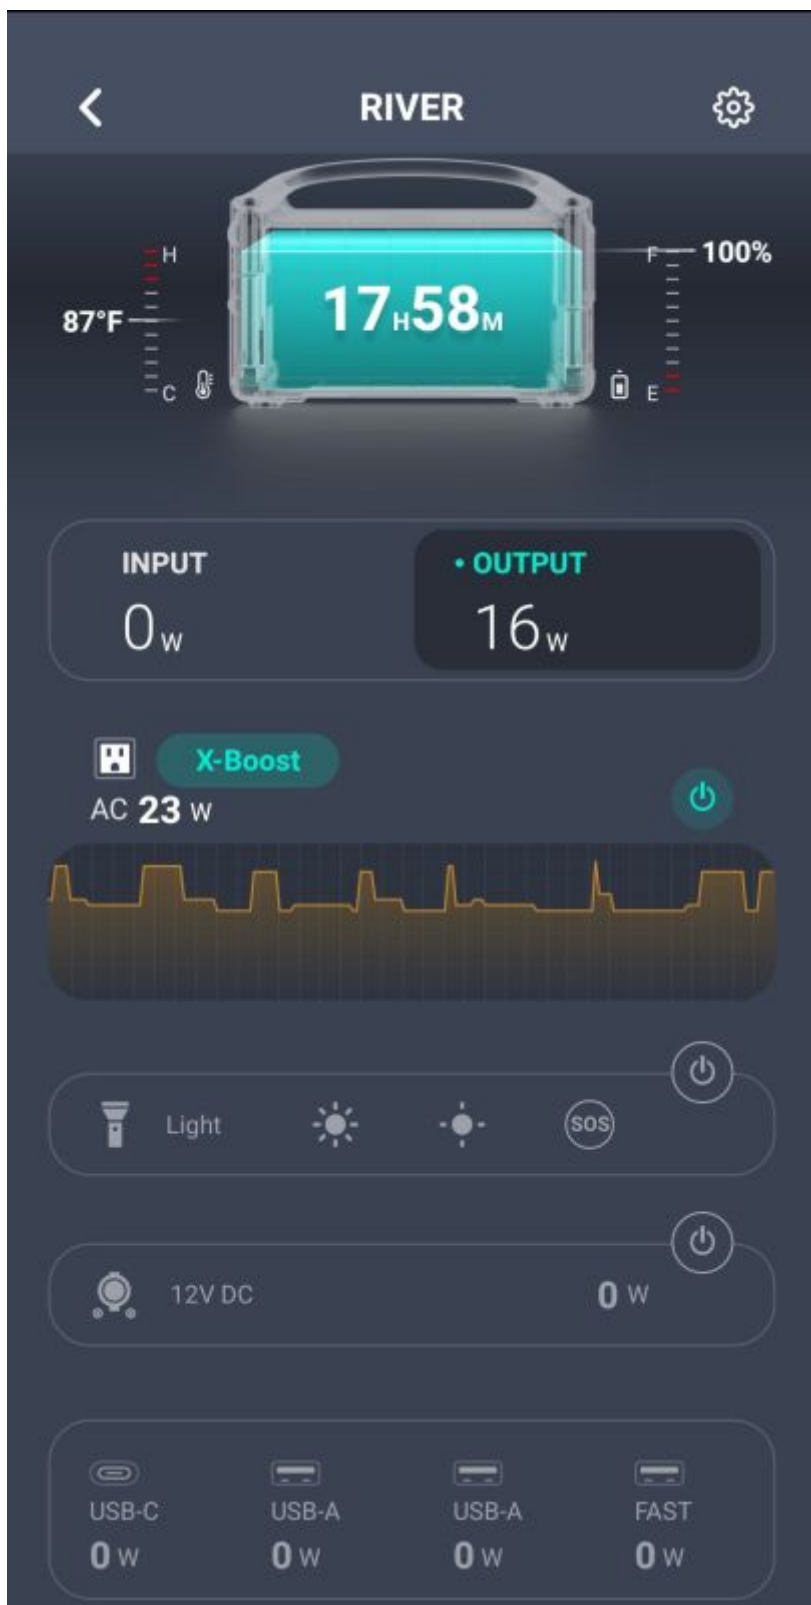 RIVER
H
F 100%
87°F
17H58M
C
E
INPUT
• OUTPUT
0W
16W
X-Boost
AC 23 W
Light
SOS
12V DC
0 W
USB-C
USB-A
USB-A
FAST
0 W
0 W
0 W
0 W